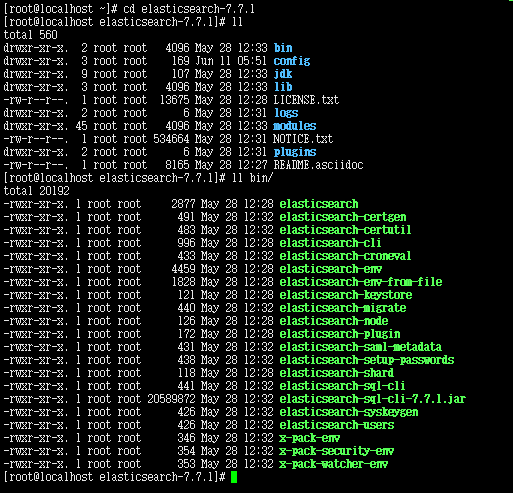 [root@localhost ~]# cd elasticsearch-7.7.1
[root@localhost elasticsearch-7.7.1]# ll
total 560
drwxr-xr-x. 2 root root 4096 May 28 12:33 bin
drwxr-xr-x. 3 root root 169 Jun 11 05:51 config
drwxr-xr-x. 9 root root 107 May 28 12:33 jdk
drwxr-xr-x. 3 root root 4096 May 28 12:33 lib
-rw-r--r--. 1 root root 13675 May 28 12:28 LICENSE.txt
drwxr-xr-x. 2 root root 6 May 28 12:31 logs
drwxr-xr-x. 45 root root 4096 May 28 12:33 modules
-rw-r--r--. 1 root root 534664 May 28 12:31 NOTICE.txt
drwxr-xr-x. 2 root root 6 May 28 12:31 plugins
-rw-r--r--. 1 root root 8165 May 28 12:27 README.asciidoc
[root@localhost elasticsearch-7.7.1]# ll bin/
total 20192
-rwxr-xr-x. 1 root root 2877 May 28 12:28 elasticsearch
-rwxr-xr-x. 1 root root 491 May 28 12:32 elasticsearch-certgen
-rwxr-xr-x. 1 root root 483 May 28 12:32 elasticsearch-certutil
-rwxr-xr-x. 1 root root 996 May 28 12:33 elasticsearch-cli
-rwxr-xr-x. 1 root root 433 May 28 12:32 elasticsearch-croneval
-rwxr-xr-x. 1 root root 4459 May 28 12:28 elasticsearch-env
-rwxr-xr-x. 1 root root 1828 May 28 12:28 elasticsearch-env-from-file
-rwxr-xr-x. 1 root root 121 May 28 12:28 elasticsearch-keystore
-rwxr-xr-x. 1 root root 440 May 28 12:32 elasticsearch-migrate
-rwxr-xr-x. 1 root root 126 May 28 12:28 elasticsearch-node
-rwxr-xr-x. 1 root root 172 May 28 12:28 elasticsearch-plugin
-rwxr-xr-x. 1 root root 431 May 28 12:32 elasticsearch-saml-metadata
-rwxr-xr-x. 1 root root 438 May 28 12:32 elasticsearch-setup-passwords
-rwxr-xr-x. 1 root root 118 May 28 12:28 elasticsearch-shard
-rwxr-xr-x. 1 root root 441 May 28 12:32 elasticsearch-sql-cli
-rwxr-xr-x. 1 root root 20589872 May 28 12:32 elasticsearch-sql-cli-7.7.1.jar
-rwxr-xr-x. 1 root root 426 May 28 12:32 elasticsearch-syskeygen
-rwxr-xr-x. 1 root root 426 May 28 12:32 elasticsearch-users
-rwxr-xr-x. 1 root root 346 May 28 12:32 x-pack-env
-rwxr-xr-x. 1 root root 354 May 28 12:32 x-pack-security-env
-rwxr-xr-x. 1 root root 353 May 28 12:32 x-pack-watcher-env
[root@localhost elasticsearch-7.7.1]#